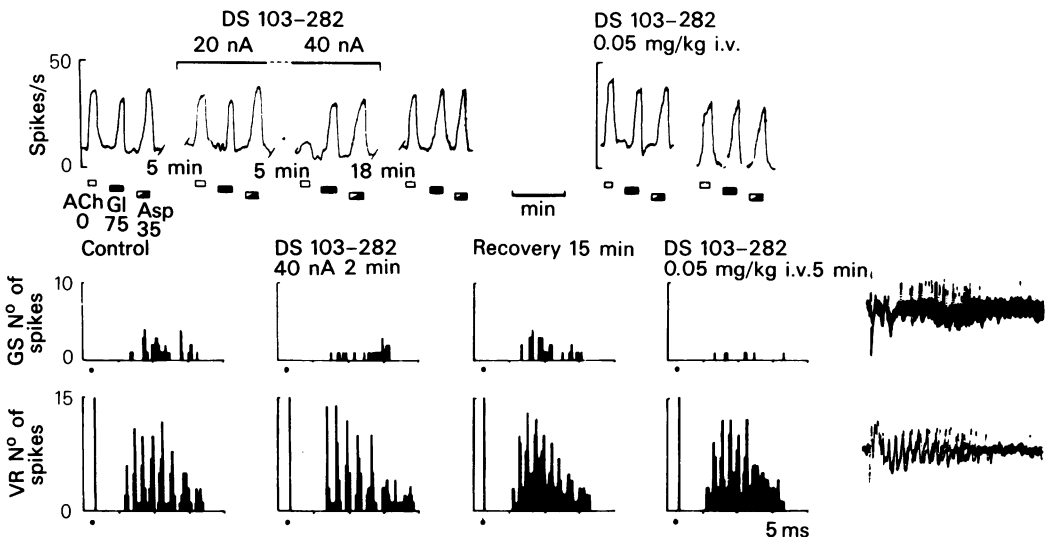 DS 103–282
20 nA 40 nA
DS 103–282
0.05 mg/kg i.v.
50
Spikes/s
0
5 min 5 min 18 min
min
ACh Gl Asp
0 75 35
Control
DS 103–282
40 nA 2 min
Recovery 15 min
DS 103–282
0.05 mg/kg i.v. 5 min
10
GS Nº of
spikes
0
15
VR Nº of
spikes
0
5 ms